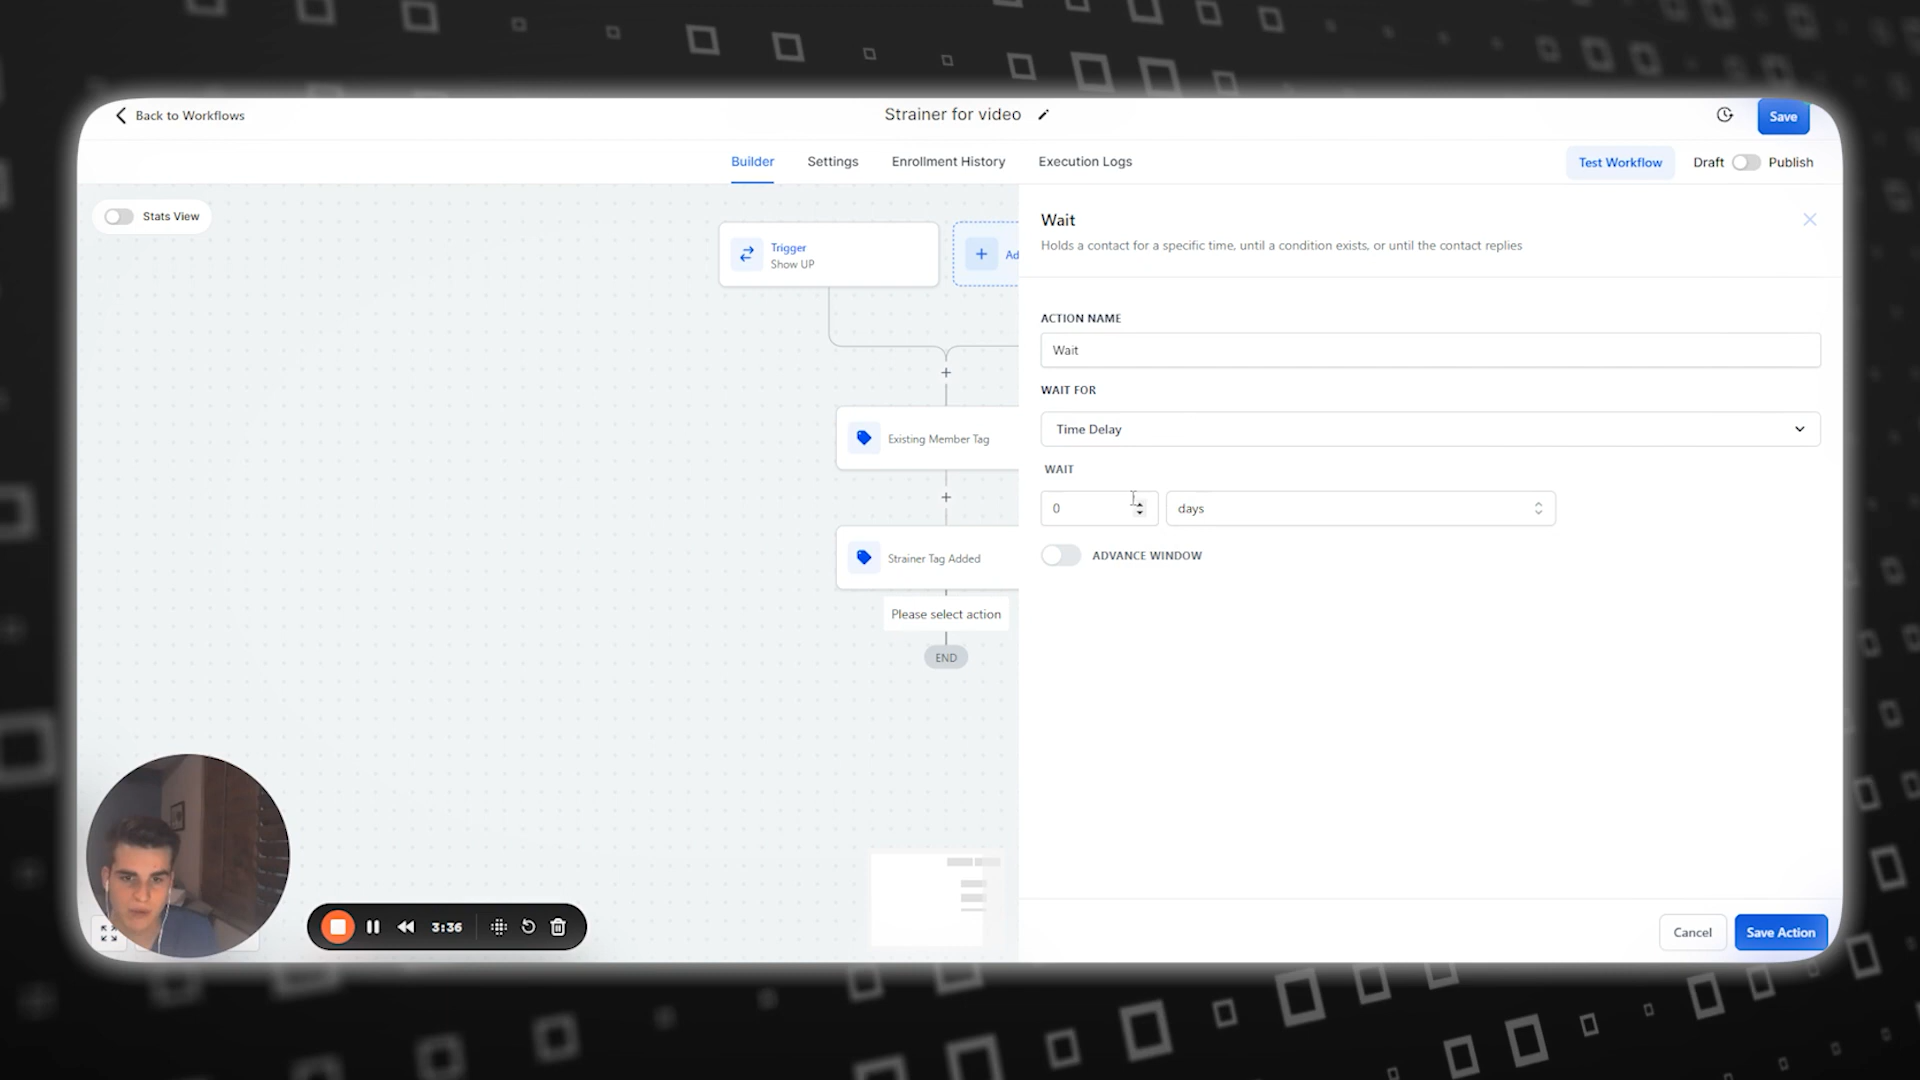 Back to Workflows
Strainer for video
Save
Builder
Settings
Enrollment History
Execution Logs
Test Workflow
Draft
Publish
Stats View
Trigger
Show UP
Ad
Existing Member Tag
Strainer Tag Added
Please select action
END
Wait
Holds a contact for a specific time, until a condition exists, or until the contact replies
ACTION NAME
Wait
WAIT FOR
Time Delay
WAIT
0
days
ADVANCE WINDOW
Cancel
Save Action
3:36